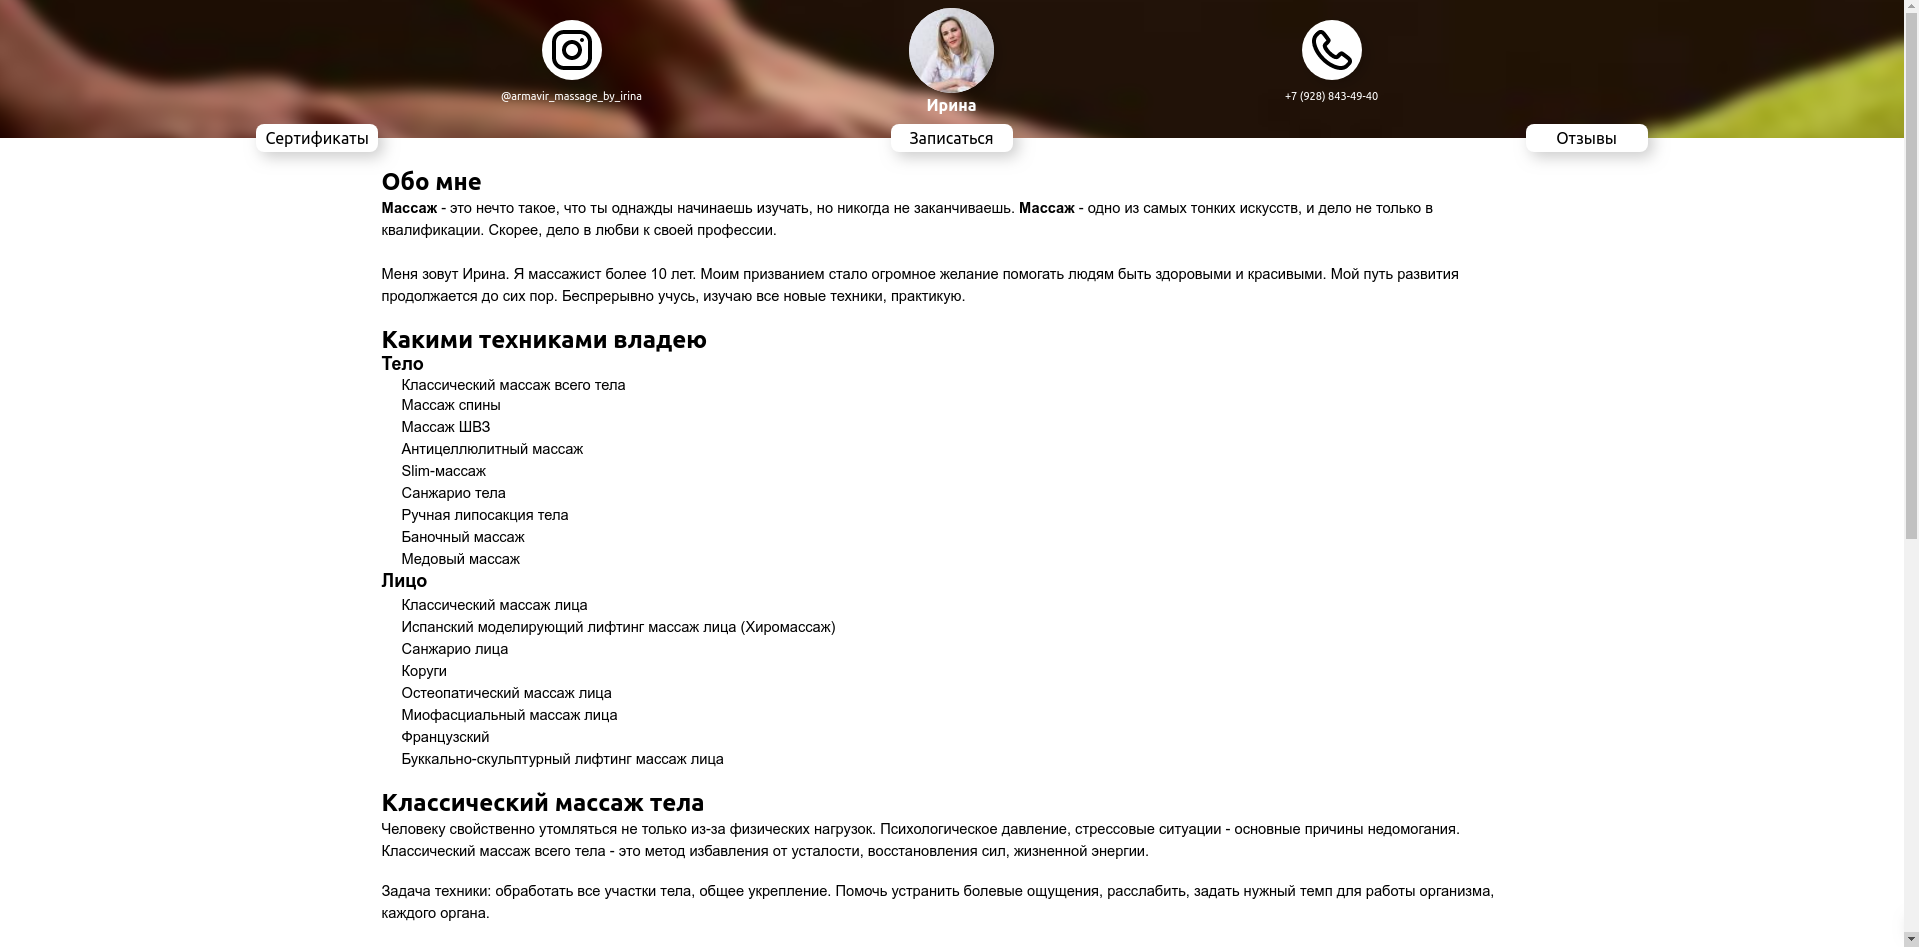 @armavir_massage_by_irina
Ирина
+7 (928) 843-49-40
Сертификаты
Записаться
Отзывы
Обо мне
Массаж - это нечто такое, что ты однажды начинаешь изучать, но никогда не заканчиваешь. Массаж - одно из самых тонких искусств, и дело не только в
квалификации. Скорее, дело в любви к своей профессии.
Меня зовут Ирина. Я массажист более 10 лет. Моим призванием стало огромное желание помогать людям быть здоровыми и красивыми. Мой путь развития
продолжается до сих пор. Беспрерывно учусь, изучаю все новые техники, практикую.
Какими техниками владею
Тело
Классический массаж всего тела
Массаж спины
Массаж ШВЗ
Антицеллюлитный массаж
Slim-массаж
Санжарио тела
Ручная липосакция тела
Баночный массаж
Медовый массаж
Лицо
Классический массаж лица
Испанский моделирующий лифтинг массаж лица (Хиромассаж)
Санжарио лица
Коруги
Остеопатический массаж лица
Миофасциальный массаж лица
Французский
Буккально-скульптурный лифтинг массаж лица
Классический массаж тела
Человеку свойственно утомляться не только из-за физических нагрузок. Психологическое давление, стрессовые ситуации - основные причины недомогания.
Классический массаж всего тела - это метод избавления от усталости, восстановления сил, жизненной энергии.
Задача техники: обработать все участки тела, общее укрепление. Помочь устранить болевые ощущения, расслабить, задать нужный темп для работы организма,
каждого органа.